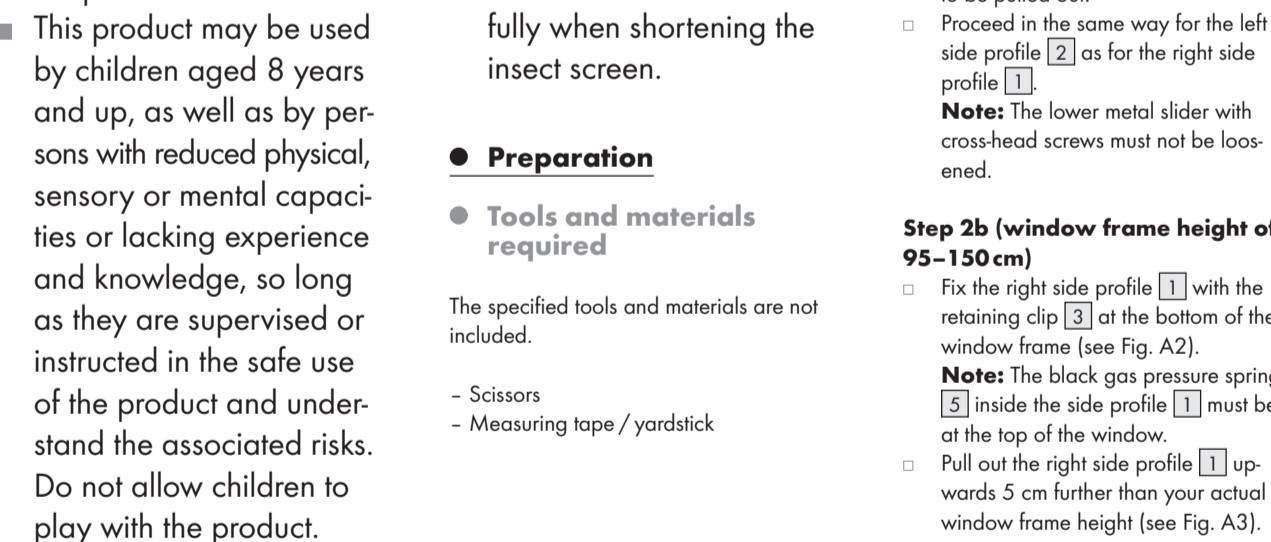 This product may be used
by children aged 8 years
and up, as well as by per-
sons with reduced physical,
sensory or mental capaci-
ties or lacking experience
and knowledge, so long
as they are supervised or
instructed in the safe use
of the product and under-
stand the associated risks.
Do not allow children to
play with the product.
fully when shortening the
insect screen.
● Preparation
● Tools and materials
required
The specified tools and materials are not
included.
– Scissors
– Measuring tape / yardstick
□ Proceed in the same way for the left
side profile 2 as for the right side
profile 1.
Note: The lower metal slider with
cross-head screws must not be loos-
ened.
Step 2b (window frame height of
95–150 cm)
□ Fix the right side profile 1 with the
retaining clip 3 at the bottom of the
window frame (see Fig. A2).
Note: The black gas pressure spring
5 inside the side profile 1 must be
at the top of the window.
□ Pull out the right side profile 1 up-
wards 5 cm further than your actual
window frame height (see Fig. A3).